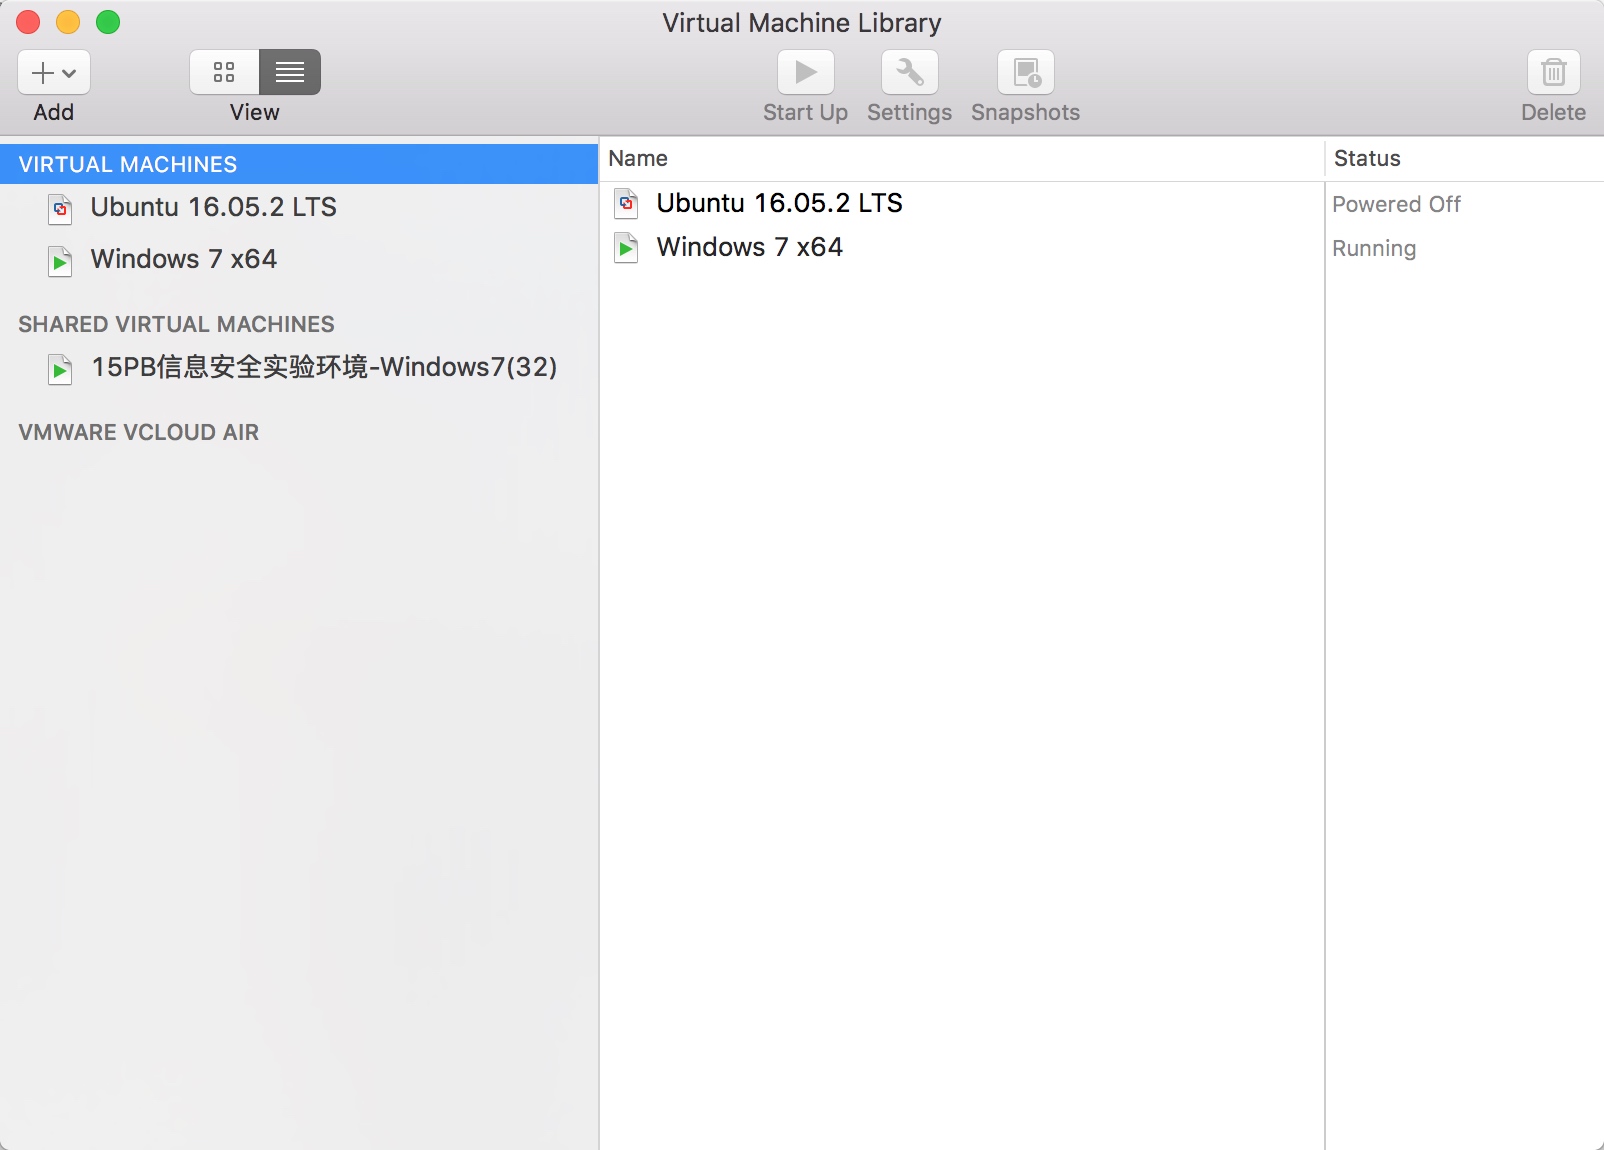 Virtual Machine Library
Add
View
Start Up
Settings
Snapshots
Delete
VIRTUAL MACHINES
Ubuntu 16.05.2 LTS
Windows 7 x64
SHARED VIRTUAL MACHINES
15PB信息安全实验环境-Windows7(32)
VMWARE VCLOUD AIR
Name Status
Ubuntu 16.05.2 LTS Powered Off
Windows 7 x64 Running